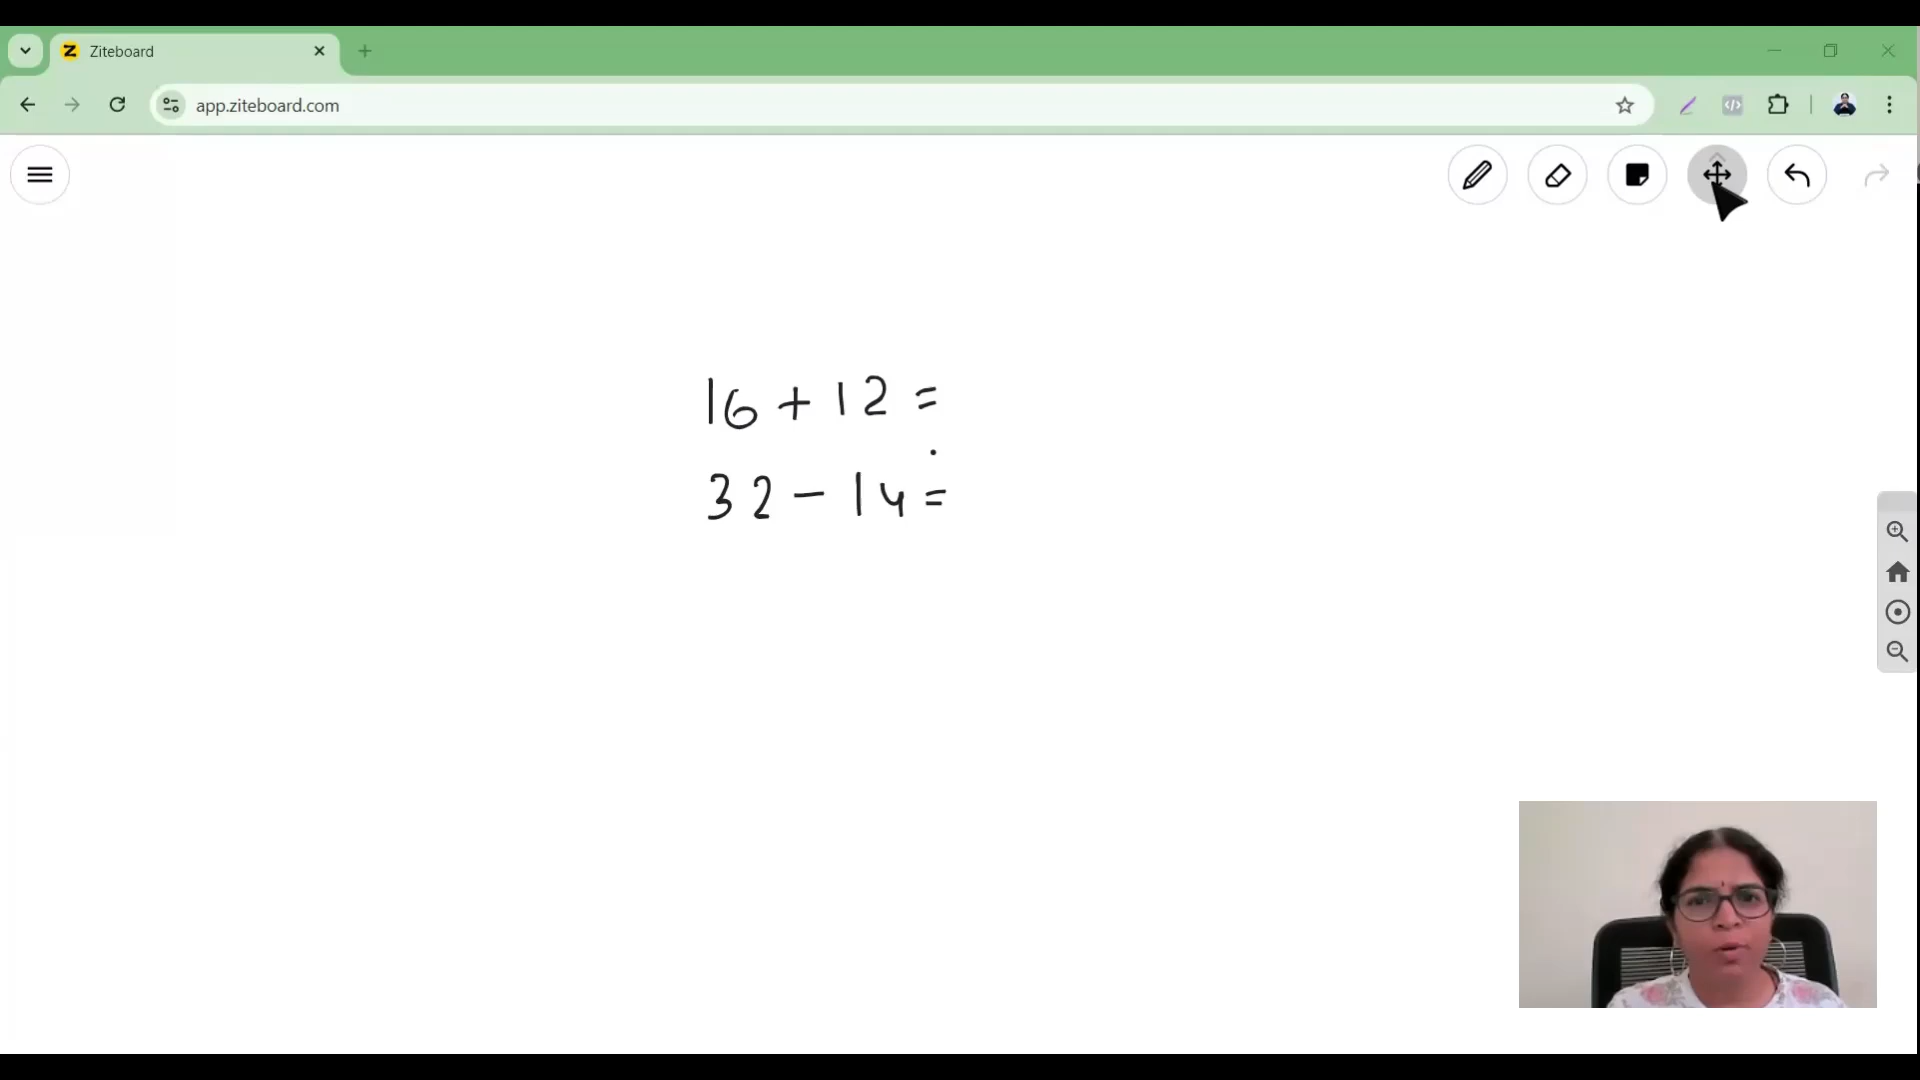 Ziteboard
app.ziteboard.com
16 + 12 =
32 - 14 =